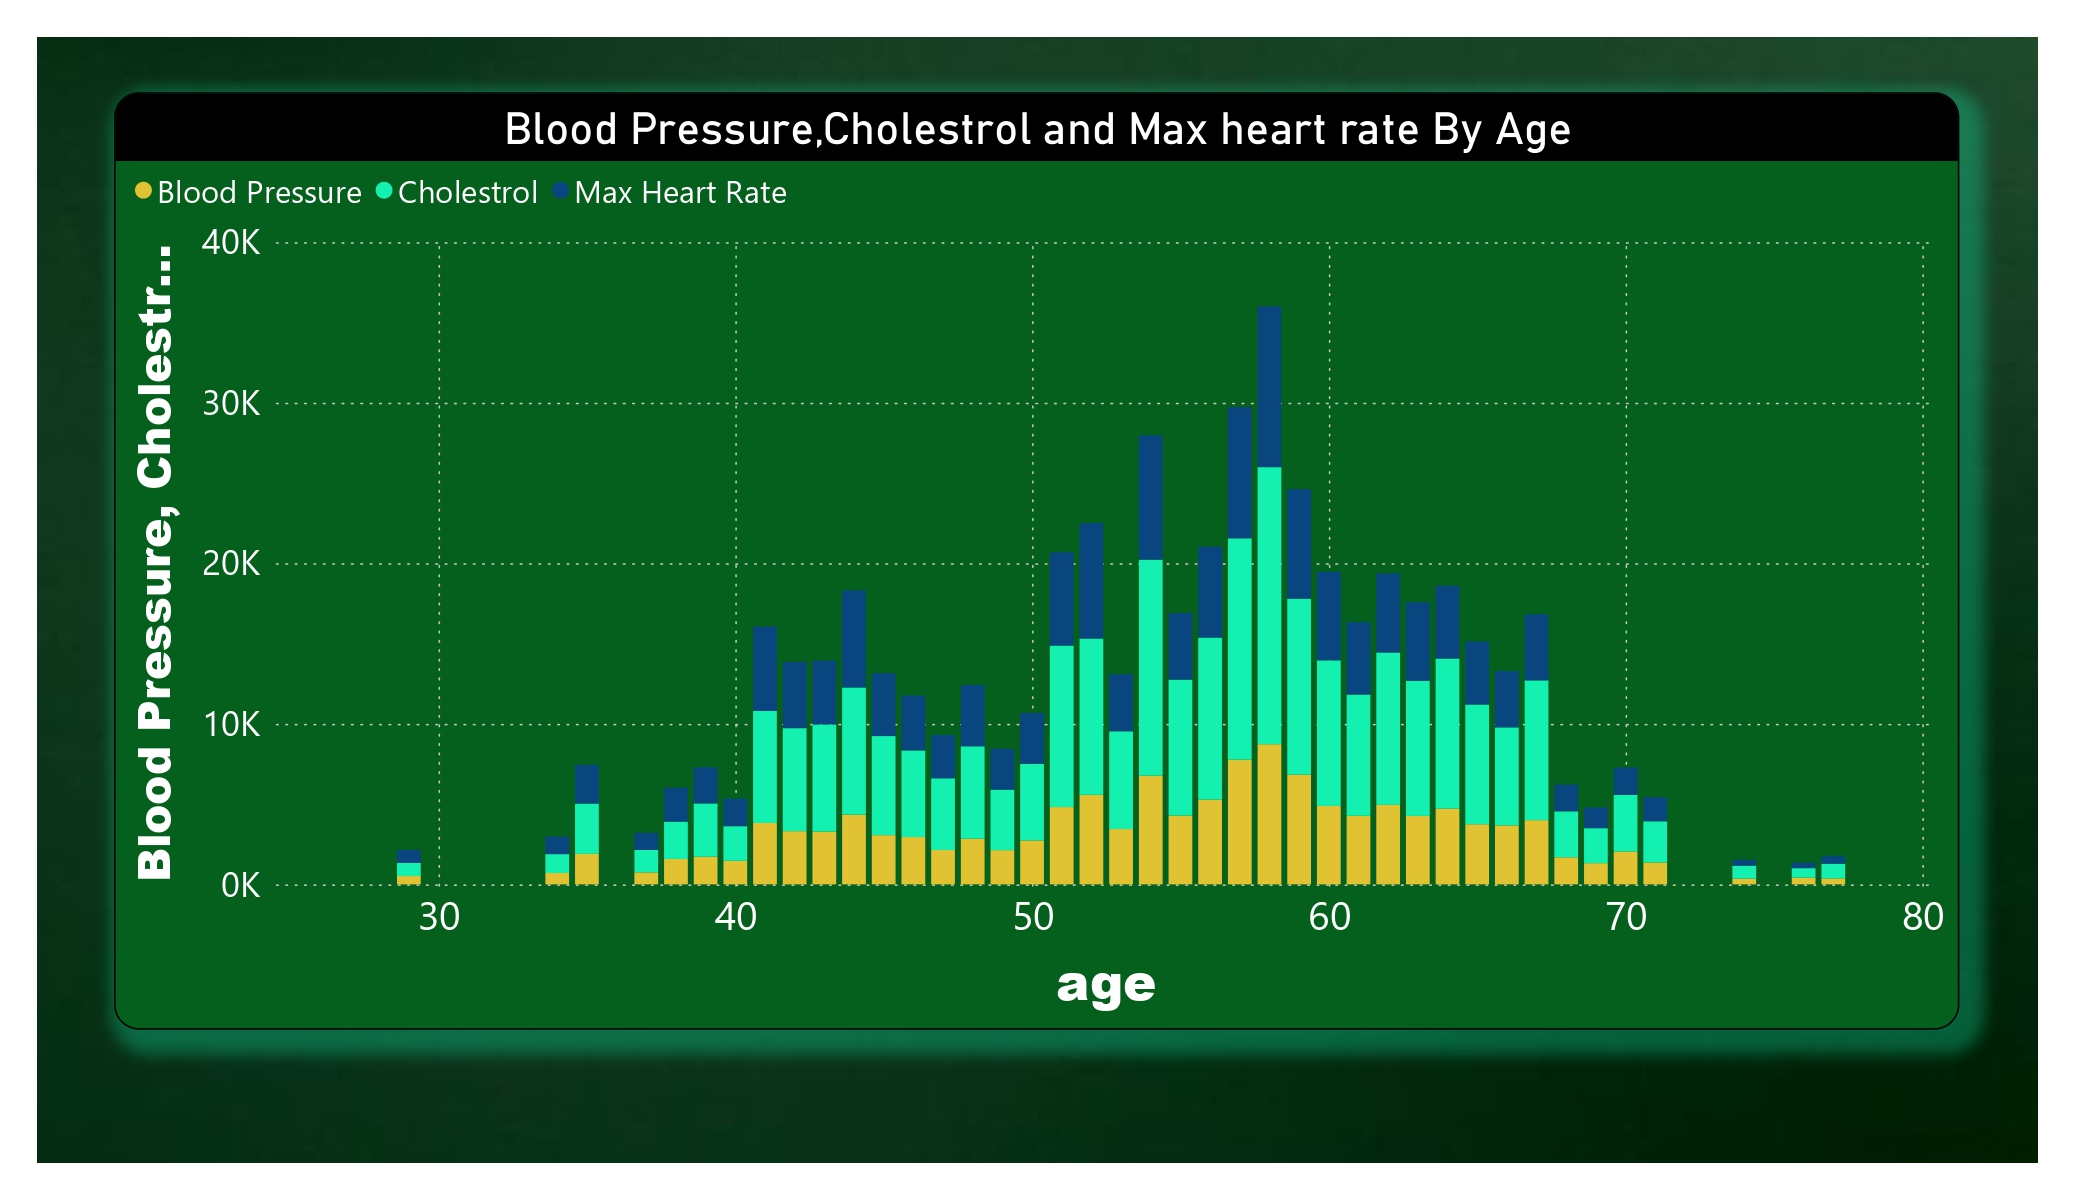 Blood Pressure,Cholestrol and Max heart rate By Age
Blood Pressure Cholestrol Max Heart Rate
Blood Pressure, Cholestr...
40K
30K
20K
10K
0K
30 40 50 60 70 80
age